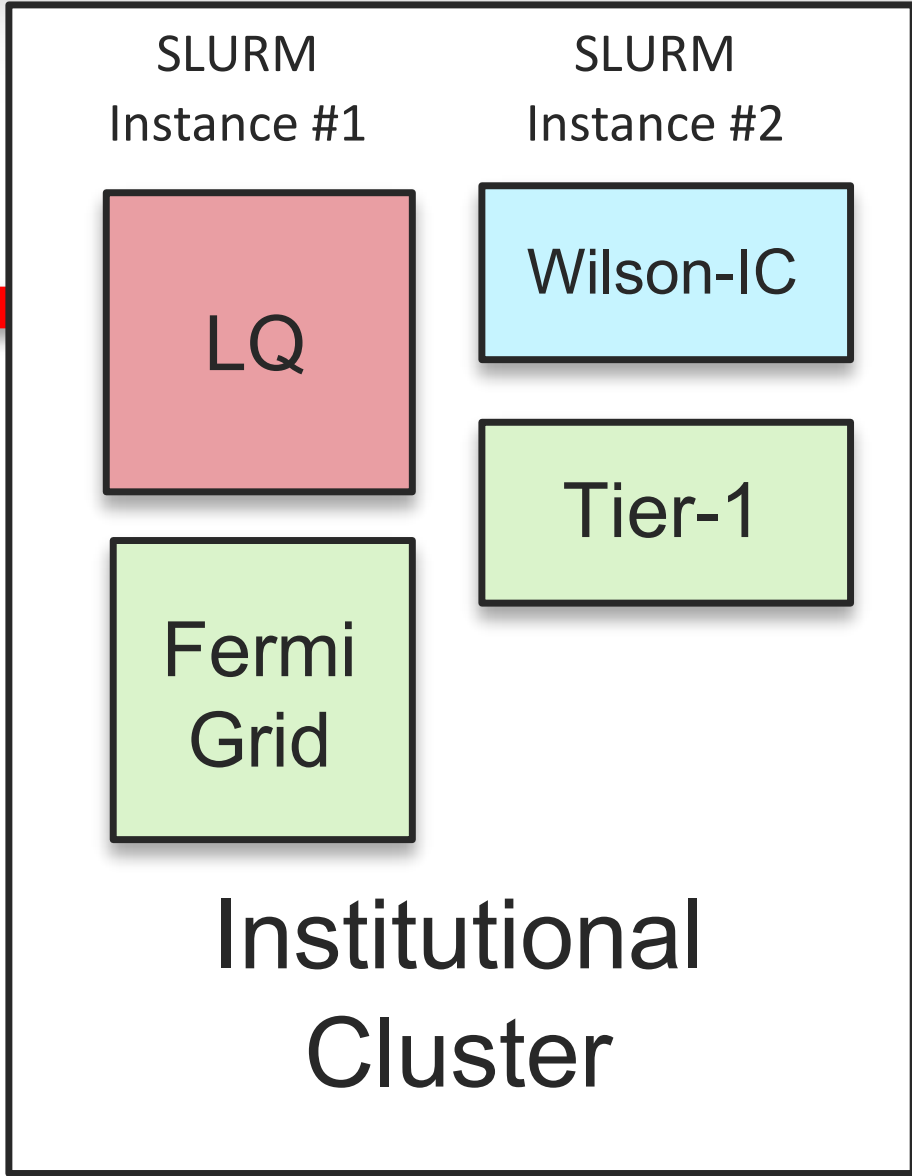 SLURM
Instance #1
LQ
Fermi
Grid
SLURM
Instance #2
Wilson-IC
Tier-1
Institutional
Cluster